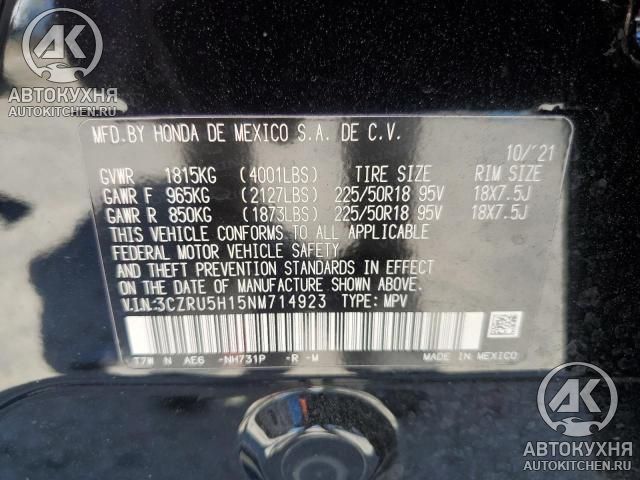 АК
АВТОКУХНЯ
AUTOKITCHEN.RU
MFD.BY HONDA DE MEXICO S.A. DE C.V.
10/'21
GVWR 1815KG (4001LBS) TIRE SIZE RIM SIZE
GAWR F 965KG (2127LBS) 225/50R18 95V 18X7.5J
GAWR R 850KG (1873LBS) 225/50R18 95V 18X7.5J
THIS VEHICLE CONFORMS TO ALL APPLICABLE
FEDERAL MOTOR VEHICLE SAFETY
AND THEFT PREVENTION STANDARDS IN EFFECT
ON THE DATE OF MANUFACTURE SHOWN ABOVE.
V.I.N:3CZRU5H15NM714923 TYPE: MPV
T7W N AE6 -NH731P -R -M MADE IN MEXICO
АК
АВТОКУХНЯ
AUTOKITCHEN.RU